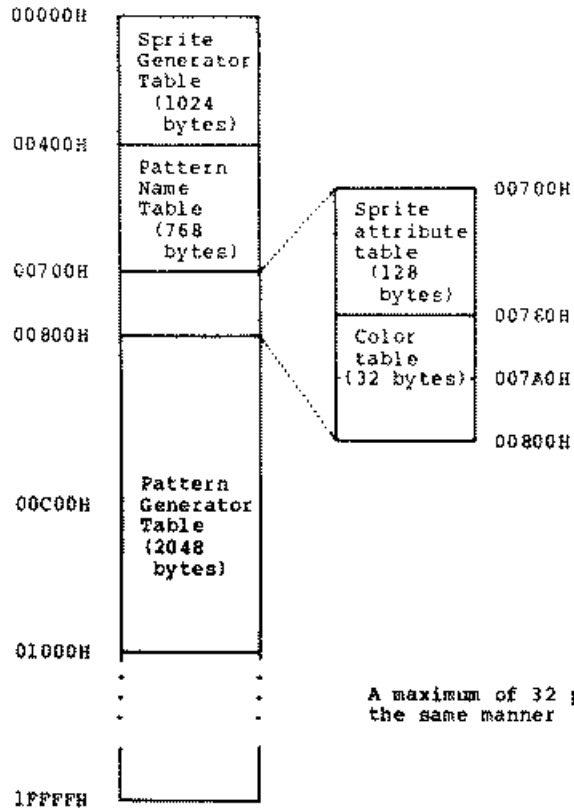 00000H
Sprite
Generator
Table
(1024
bytes)
00400H
Pattern
Name
Table
(768
bytes)
00700H
00800H
00700H
Sprite
attribute
table
(128
bytes)
00780H
Color
table
(32 bytes)
007A0H
00800H
00C00H
Pattern
Generator
Table
(2048
bytes)
01000H
A maximum of 32
the same manner
1FFFFH